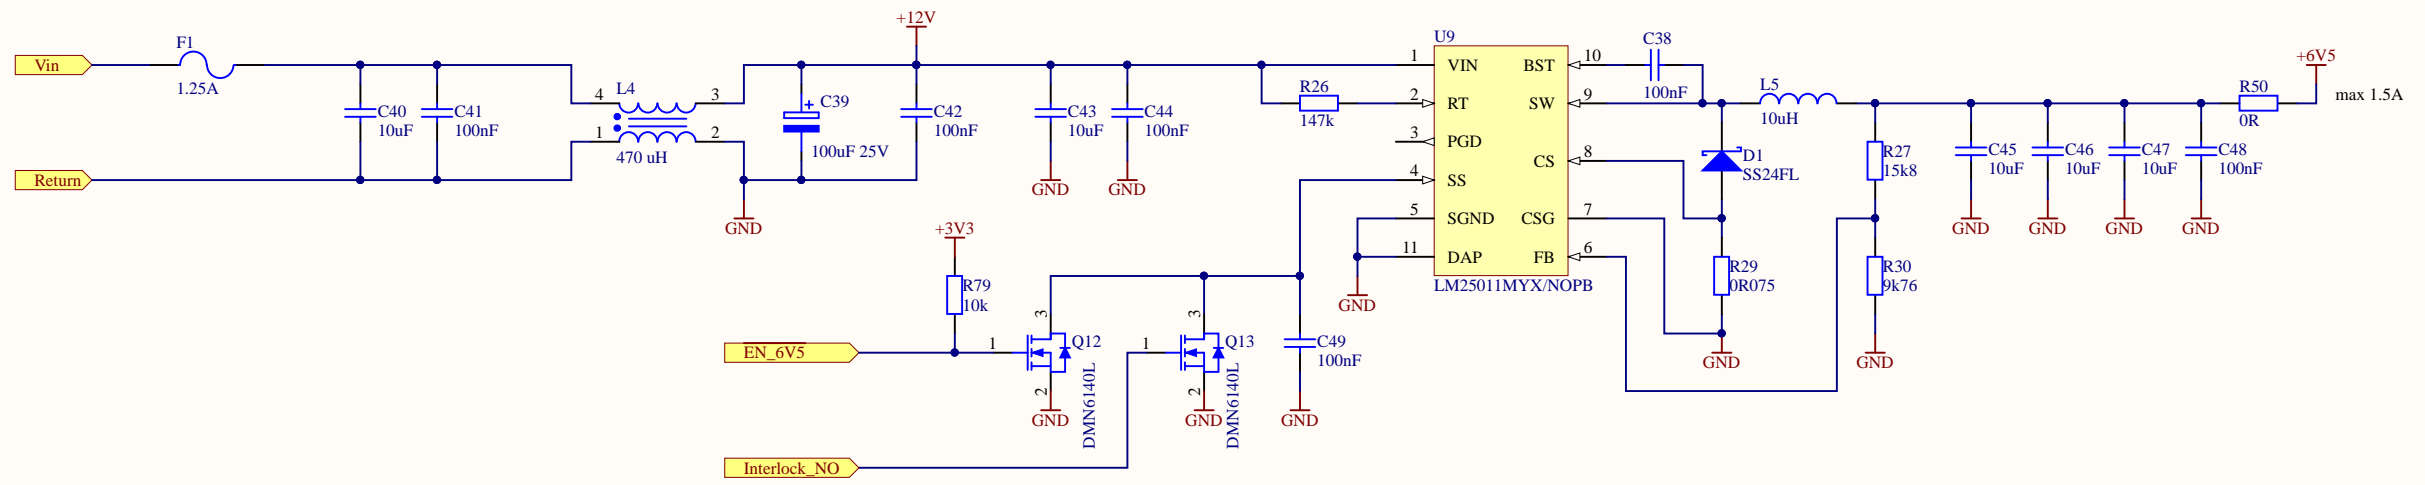 +12V
F1
Vin
1.25A
L4
4
3
1
2
470 uH
C40
10uF
C41
100nF
Return
C39
+
100uF 25V
C42
100nF
GND
C43
10uF
GND
C44
100nF
GND
R26
147k
U9
1
VIN
2
RT
3
PGD
4
SS
5
SGND
11
DAP
BST
10
SW
9
CS
8
CSG
7
FB
6
LM25011MYX/NOPB
GND
C38
100nF
L5
10uH
D1
SS24FL
R29
0R075
GND
R27
15k8
R30
9k76
GND
C45
10uF
GND
C46
10uF
GND
C47
10uF
GND
C48
100nF
GND
R50
0R
+6V5
max 1.5A
+3V3
R79
10k
EN_6V5
1
3
2
Q12
DMN6140L
GND
1
3
2
Q13
DMN6140L
GND
C49
100nF
GND
Interlock_NO